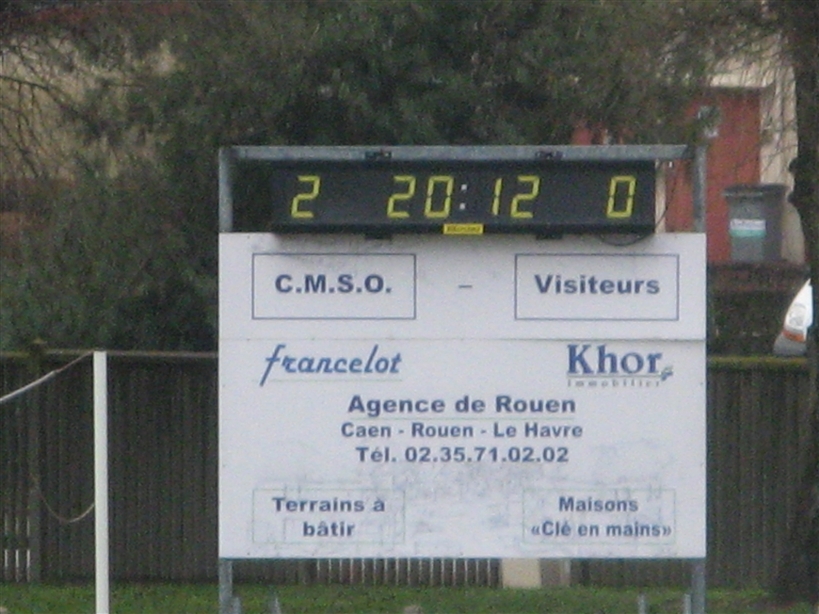 2 20:12 0
C.M.S.O. - Visiteurs
francelot Khor
immobilier
Agence de Rouen
Caen - Rouen - Le Havre
Tél. 02.35.71.02.02
Terrains à
bâtir
Maisons
«Clé en mains»